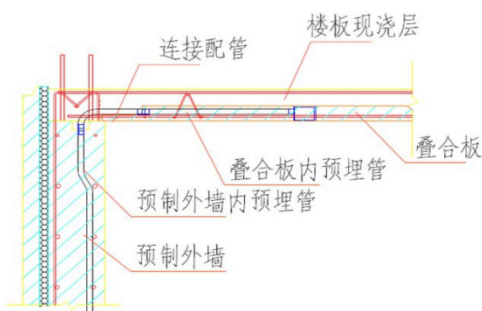 楼板现浇层
连接配管
叠合板
叠合板内预埋管
预制外墙内预埋管
预制外墙